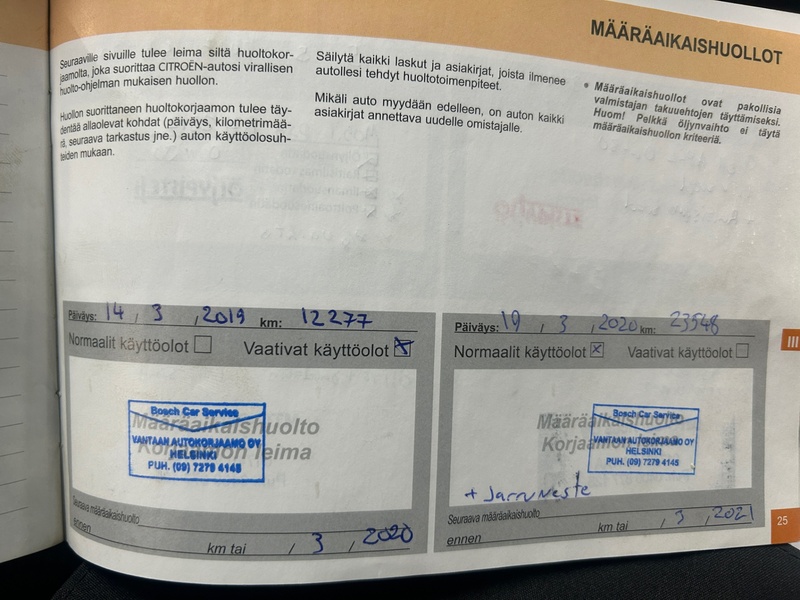 MÄÄRÄAIKAISHUOLLOT
Seuraaville sivuille tulee leima siltä huoltokor-
jaamolta, joka suorittaa CITROËN-autosi virallisen
huolto-ohjelman mukaisen huollon.
Huollon suorittaneen huoltokorjaamon tulee täy-
dentää allaolevat kohdat (päiväys, kilometrimää-
rä, seuraava tarkastus jne.) auton käyttöolosuh-
teiden mukaan.
Säilytä kaikki laskut ja asiakirjat, joista ilmenee
autollesi tehdyt huoltotoimenpiteet.
Mikäli auto myydään edelleen, on auton kaikki
asiakirjat annettava uudelle omistajalle.
• Määräaikaishuollot ovat pakollisia
valmistajan takuuehtojen täyttämiseksi.
Huom! Pelkkä öljynvaihto ei täytä
määräaikaishuollon kriteeriä.
Päiväys: 14 / 3 / 2019 km: 12277
Normaalit käyttöolot Vaativat käyttöolot x
Määräaikaishuolto
Korjaamon leima
Bosch Car Service
VANTAAN AUTOKORJAAMO OY
HELSINKI
PUH. (09) 7279 4145
Seuraava määräaikaishuolto
ennen km tai / 3 / 2020
Päiväys: 19 / 3 / 2020 km: 23548
Normaalit käyttöolot x Vaativat käyttöolot
Määräaikaishuolto
Korjaamon leima
Bosch Car Service
VANTAAN AUTOKORJAAMO OY
HELSINKI
PUH. (09) 7279 4145
+ Jarruneste
Seuraava määräaikaishuolto
ennen km tai / 3 / 2021
III
25